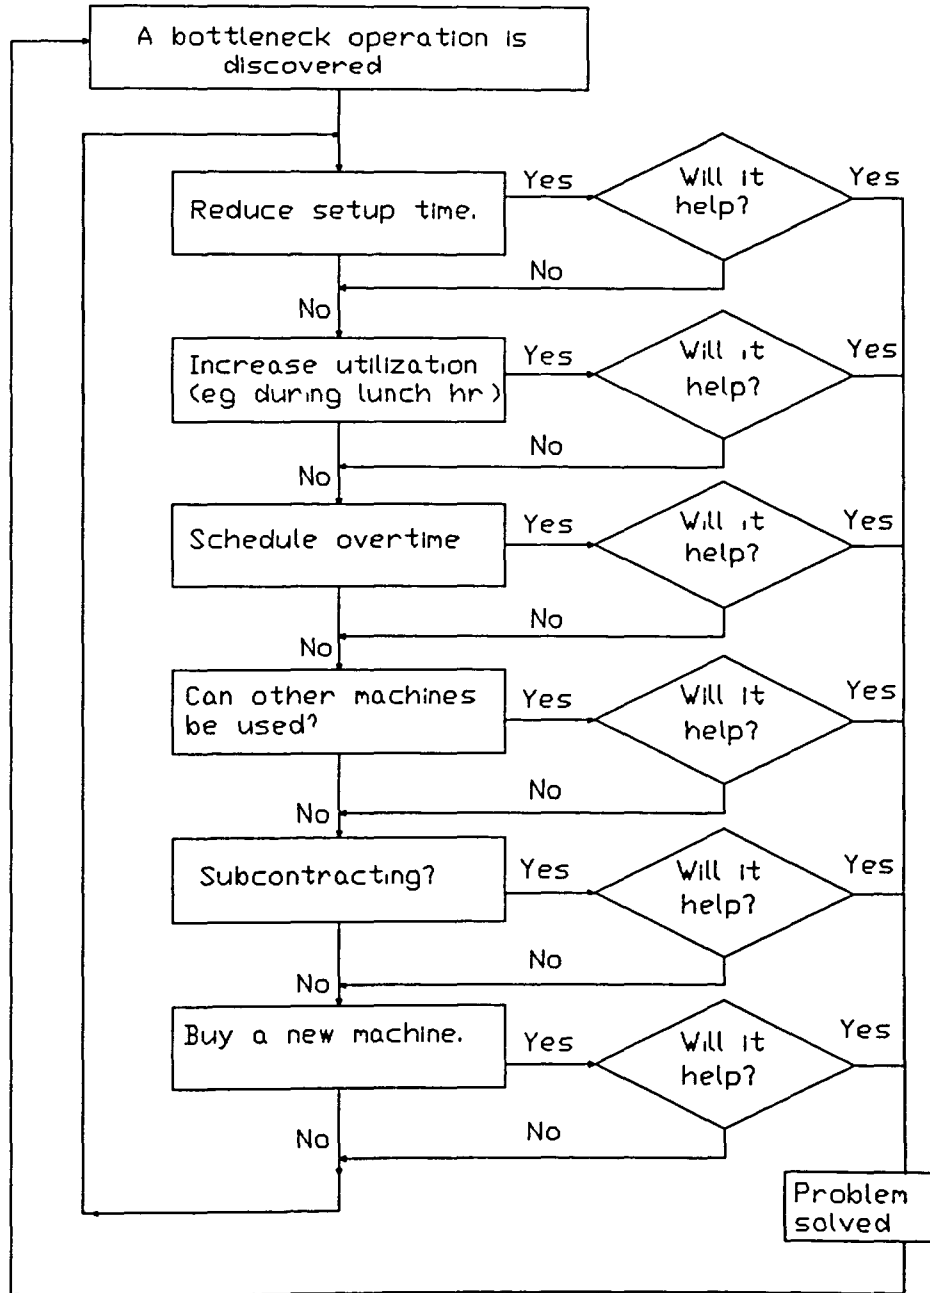 A bottleneck operation is
discovered
Reduce setup time.
Yes
Will it
help?
Yes
No
No
Increase utilization
(eg during lunch hr)
Yes
Will it
help?
Yes
No
No
Schedule overtime
Yes
Will it
help?
Yes
No
No
Can other machines
be used?
Yes
Will it
help?
Yes
No
No
Subcontracting?
Yes
Will it
help?
Yes
No
No
Buy a new machine.
Yes
Will it
help?
Yes
No
No
Problem
solved